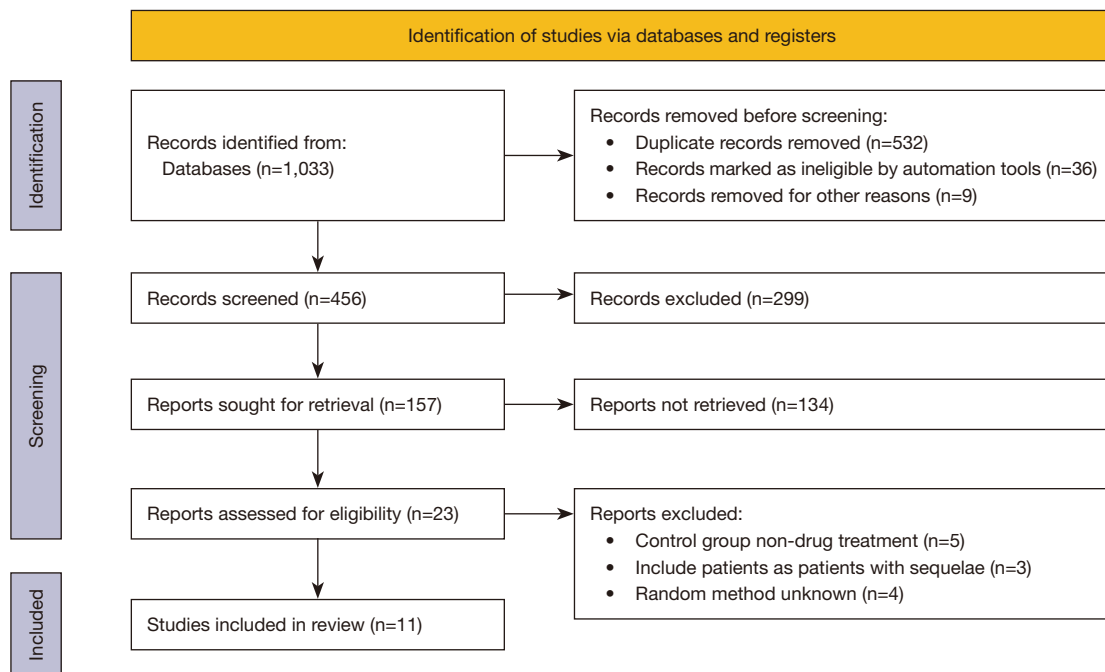 Identification of studies via databases and registers
Identification
Records identified from:
Databases (n=1,033)
Records removed before screening:
• Duplicate records removed (n=532)
• Records marked as ineligible by automation tools (n=36)
• Records removed for other reasons (n=9)
Screening
Records screened (n=456)
Records excluded (n=299)
Reports sought for retrieval (n=157)
Reports not retrieved (n=134)
Reports assessed for eligibility (n=23)
Reports excluded:
• Control group non-drug treatment (n=5)
• Include patients as patients with sequelae (n=3)
• Random method unknown (n=4)
Included
Studies included in review (n=11)